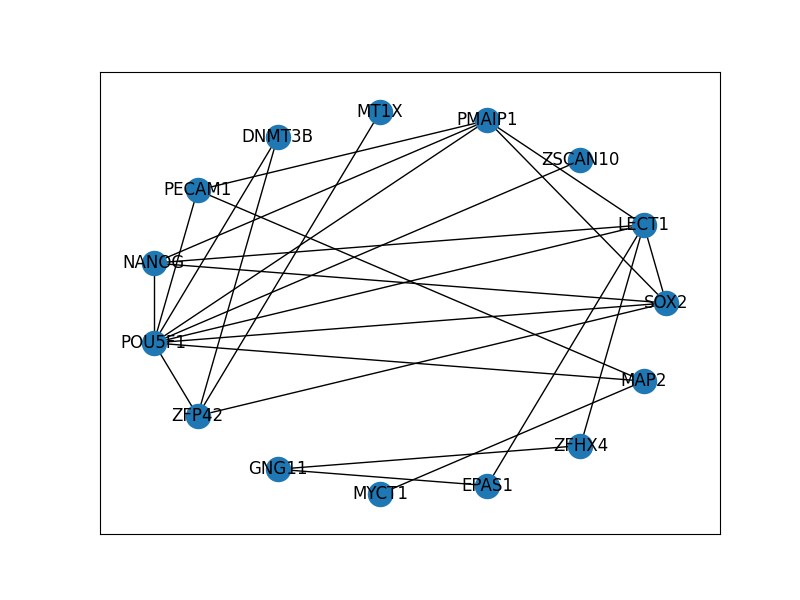 MT1X
PMAIP1
DNMT3B
ZSCAN10
PECAM1
LECT1
NANOG
SOX2
POU5F1
MAP2
ZFP42
ZFHX4
GNG11
EPAS1
MYCT1